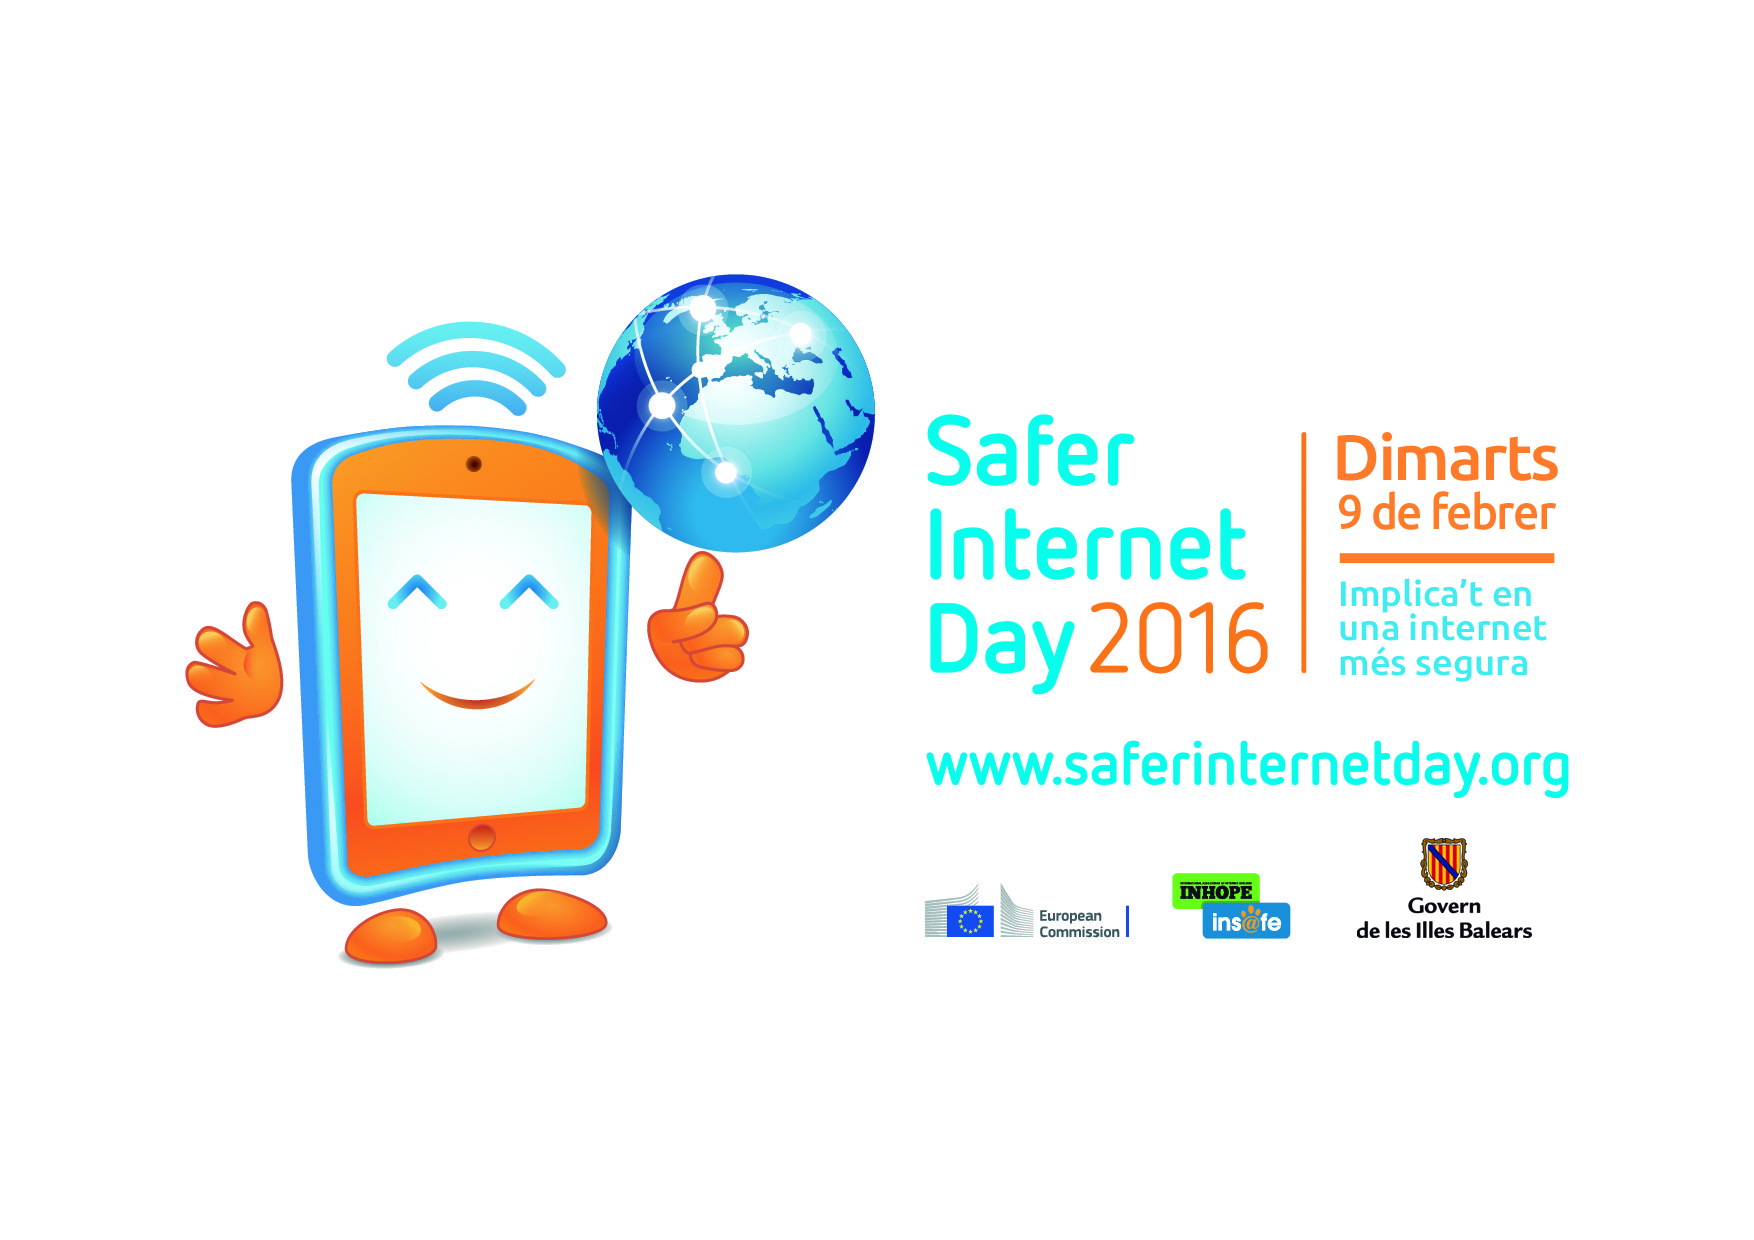 Safer
Internet
Day 2016
Dimarts
9 de febrer
Implica't en
una internet
més segura
www.saferinternetday.org
European
Commission
INHOPE
ins@fe
Govern
de les Illes Balears